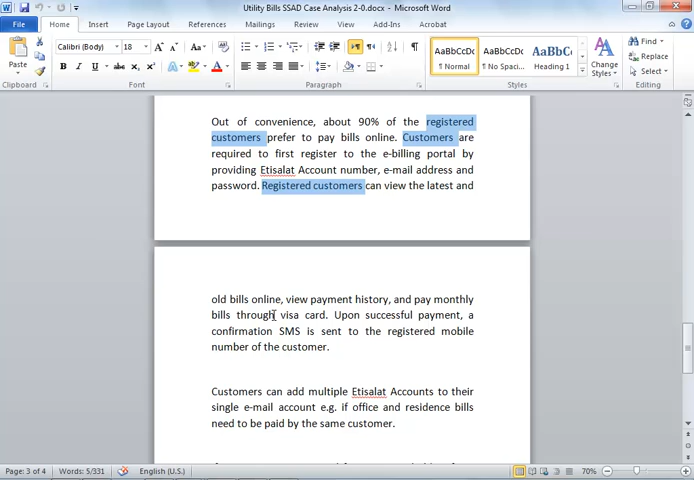 Utility Bills SSAD Case Analysis 2-0.docx - Microsoft Word
File Home Insert Page Layout References Mailings Review View Add-Ins Acrobat
Paste
Calibri (Body) 18
AaBbCcDc AaBbCcDc AaBbCc
¶ Normal ¶ No Spaci... Heading 1
Change Styles
Find
Replace
Select
Clipboard Font Paragraph Styles Editing
Out of convenience, about 90% of the registered
customers prefer to pay bills online. Customers are
required to first register to the e-billing portal by
providing Etisalat Account number, e-mail address and
password. Registered customers can view the latest and
old bills online, view payment history, and pay monthly
bills through visa card. Upon successful payment, a
confirmation SMS is sent to the registered mobile
number of the customer.
Customers can add multiple Etisalat Accounts to their
single e-mail account e.g. if office and residence bills
need to be paid by the same customer.
Page: 3 of 4 Words: 5/331 English (U.S.) 70%